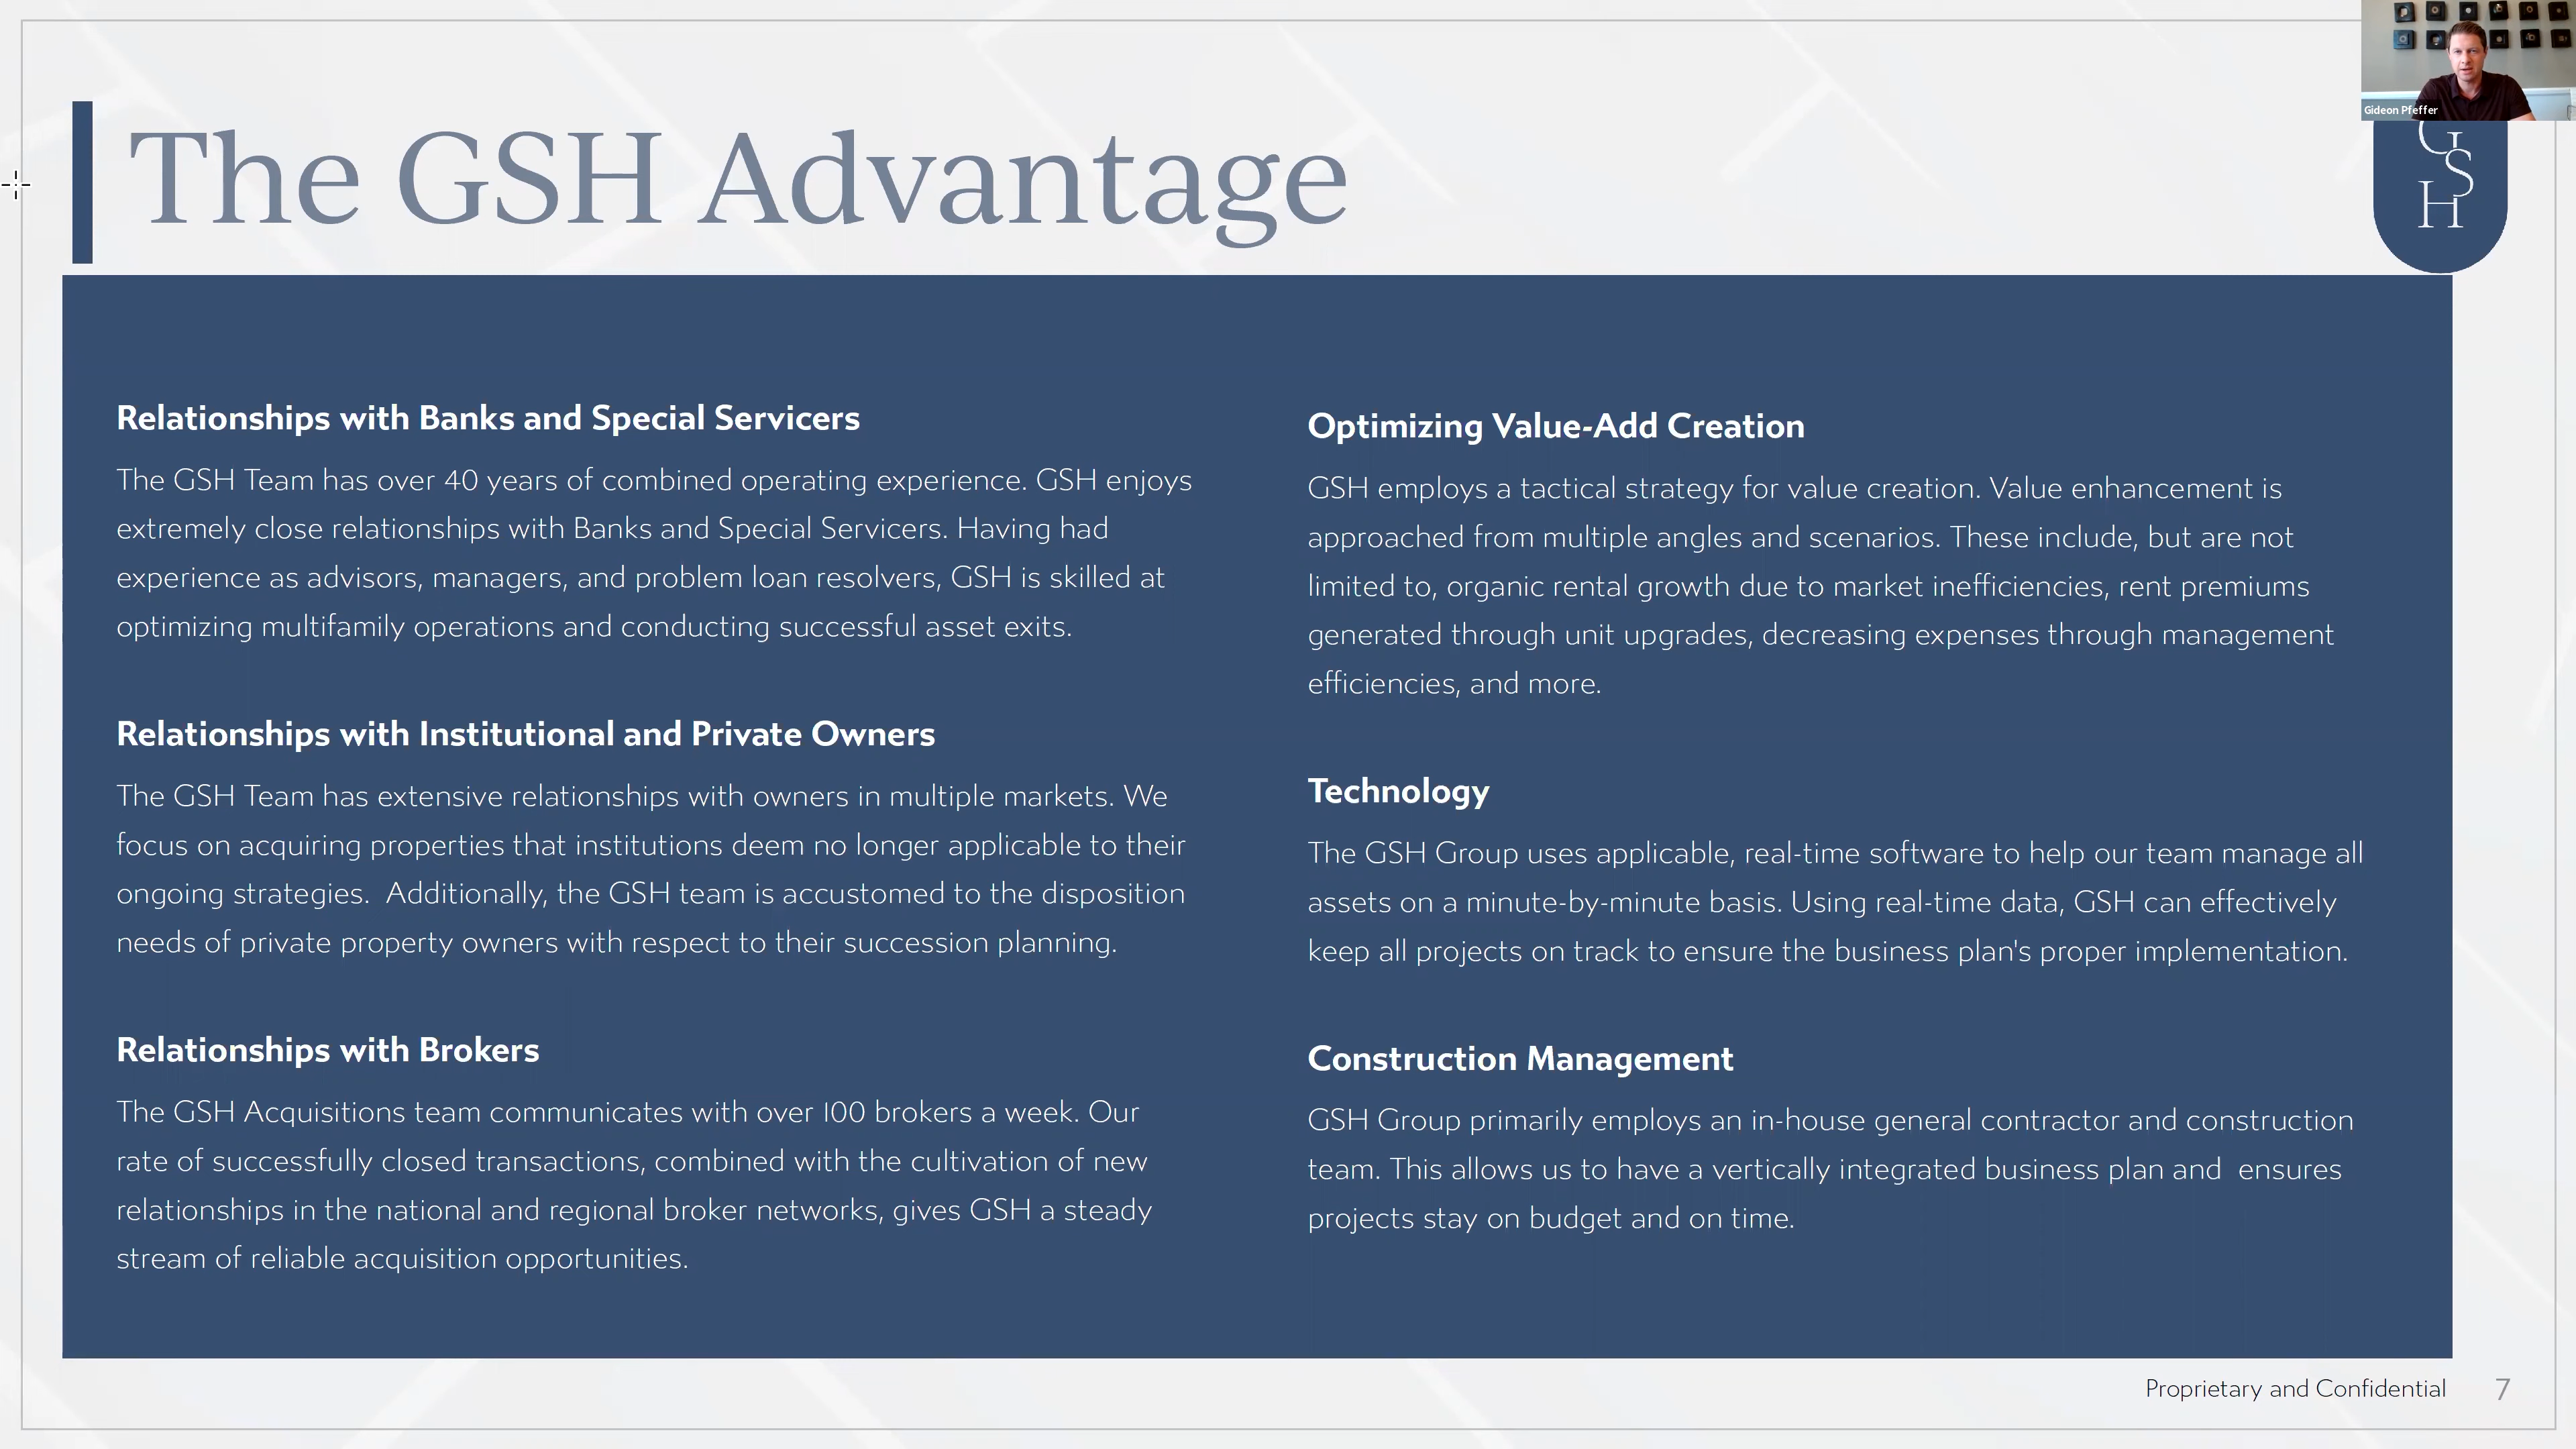 Gideon Pfeffer
The GSH Advantage
G
S
H
Relationships with Banks and Special Servicers
The GSH Team has over 40 years of combined operating experience. GSH enjoys
extremely close relationships with Banks and Special Servicers. Having had
experience as advisors, managers, and problem loan resolvers, GSH is skilled at
optimizing multifamily operations and conducting successful asset exits.
Relationships with Institutional and Private Owners
The GSH Team has extensive relationships with owners in multiple markets. We
focus on acquiring properties that institutions deem no longer applicable to their
ongoing strategies.  Additionally, the GSH team is accustomed to the disposition
needs of private property owners with respect to their succession planning.
Relationships with Brokers
The GSH Acquisitions team communicates with over 100 brokers a week. Our
rate of successfully closed transactions, combined with the cultivation of new
relationships in the national and regional broker networks, gives GSH a steady
stream of reliable acquisition opportunities.
Optimizing Value-Add Creation
GSH employs a tactical strategy for value creation. Value enhancement is
approached from multiple angles and scenarios. These include, but are not
limited to, organic rental growth due to market inefficiencies, rent premiums
generated through unit upgrades, decreasing expenses through management
efficiencies, and more.
Technology
The GSH Group uses applicable, real-time software to help our team manage all
assets on a minute-by-minute basis. Using real-time data, GSH can effectively
keep all projects on track to ensure the business plan's proper implementation.
Construction Management
GSH Group primarily employs an in-house general contractor and construction
team. This allows us to have a vertically integrated business plan and  ensures
projects stay on budget and on time.
Proprietary and Confidential
7